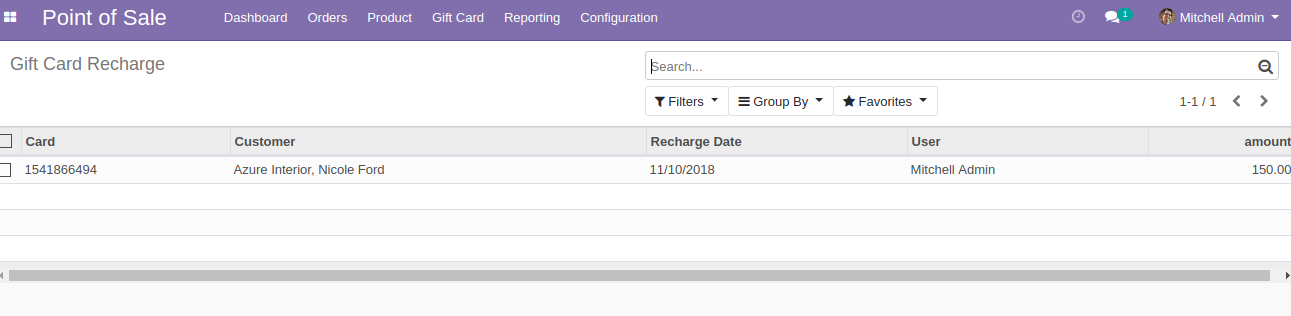 Point of Sale Dashboard Orders Product Gift Card Reporting Configuration 1 Mitchell Admin
Gift Card Recharge Search...
Filters Group By Favorites 1-1 / 1
Card Customer Recharge Date User amount
1541866494 Azure Interior, Nicole Ford 11/10/2018 Mitchell Admin 150.00